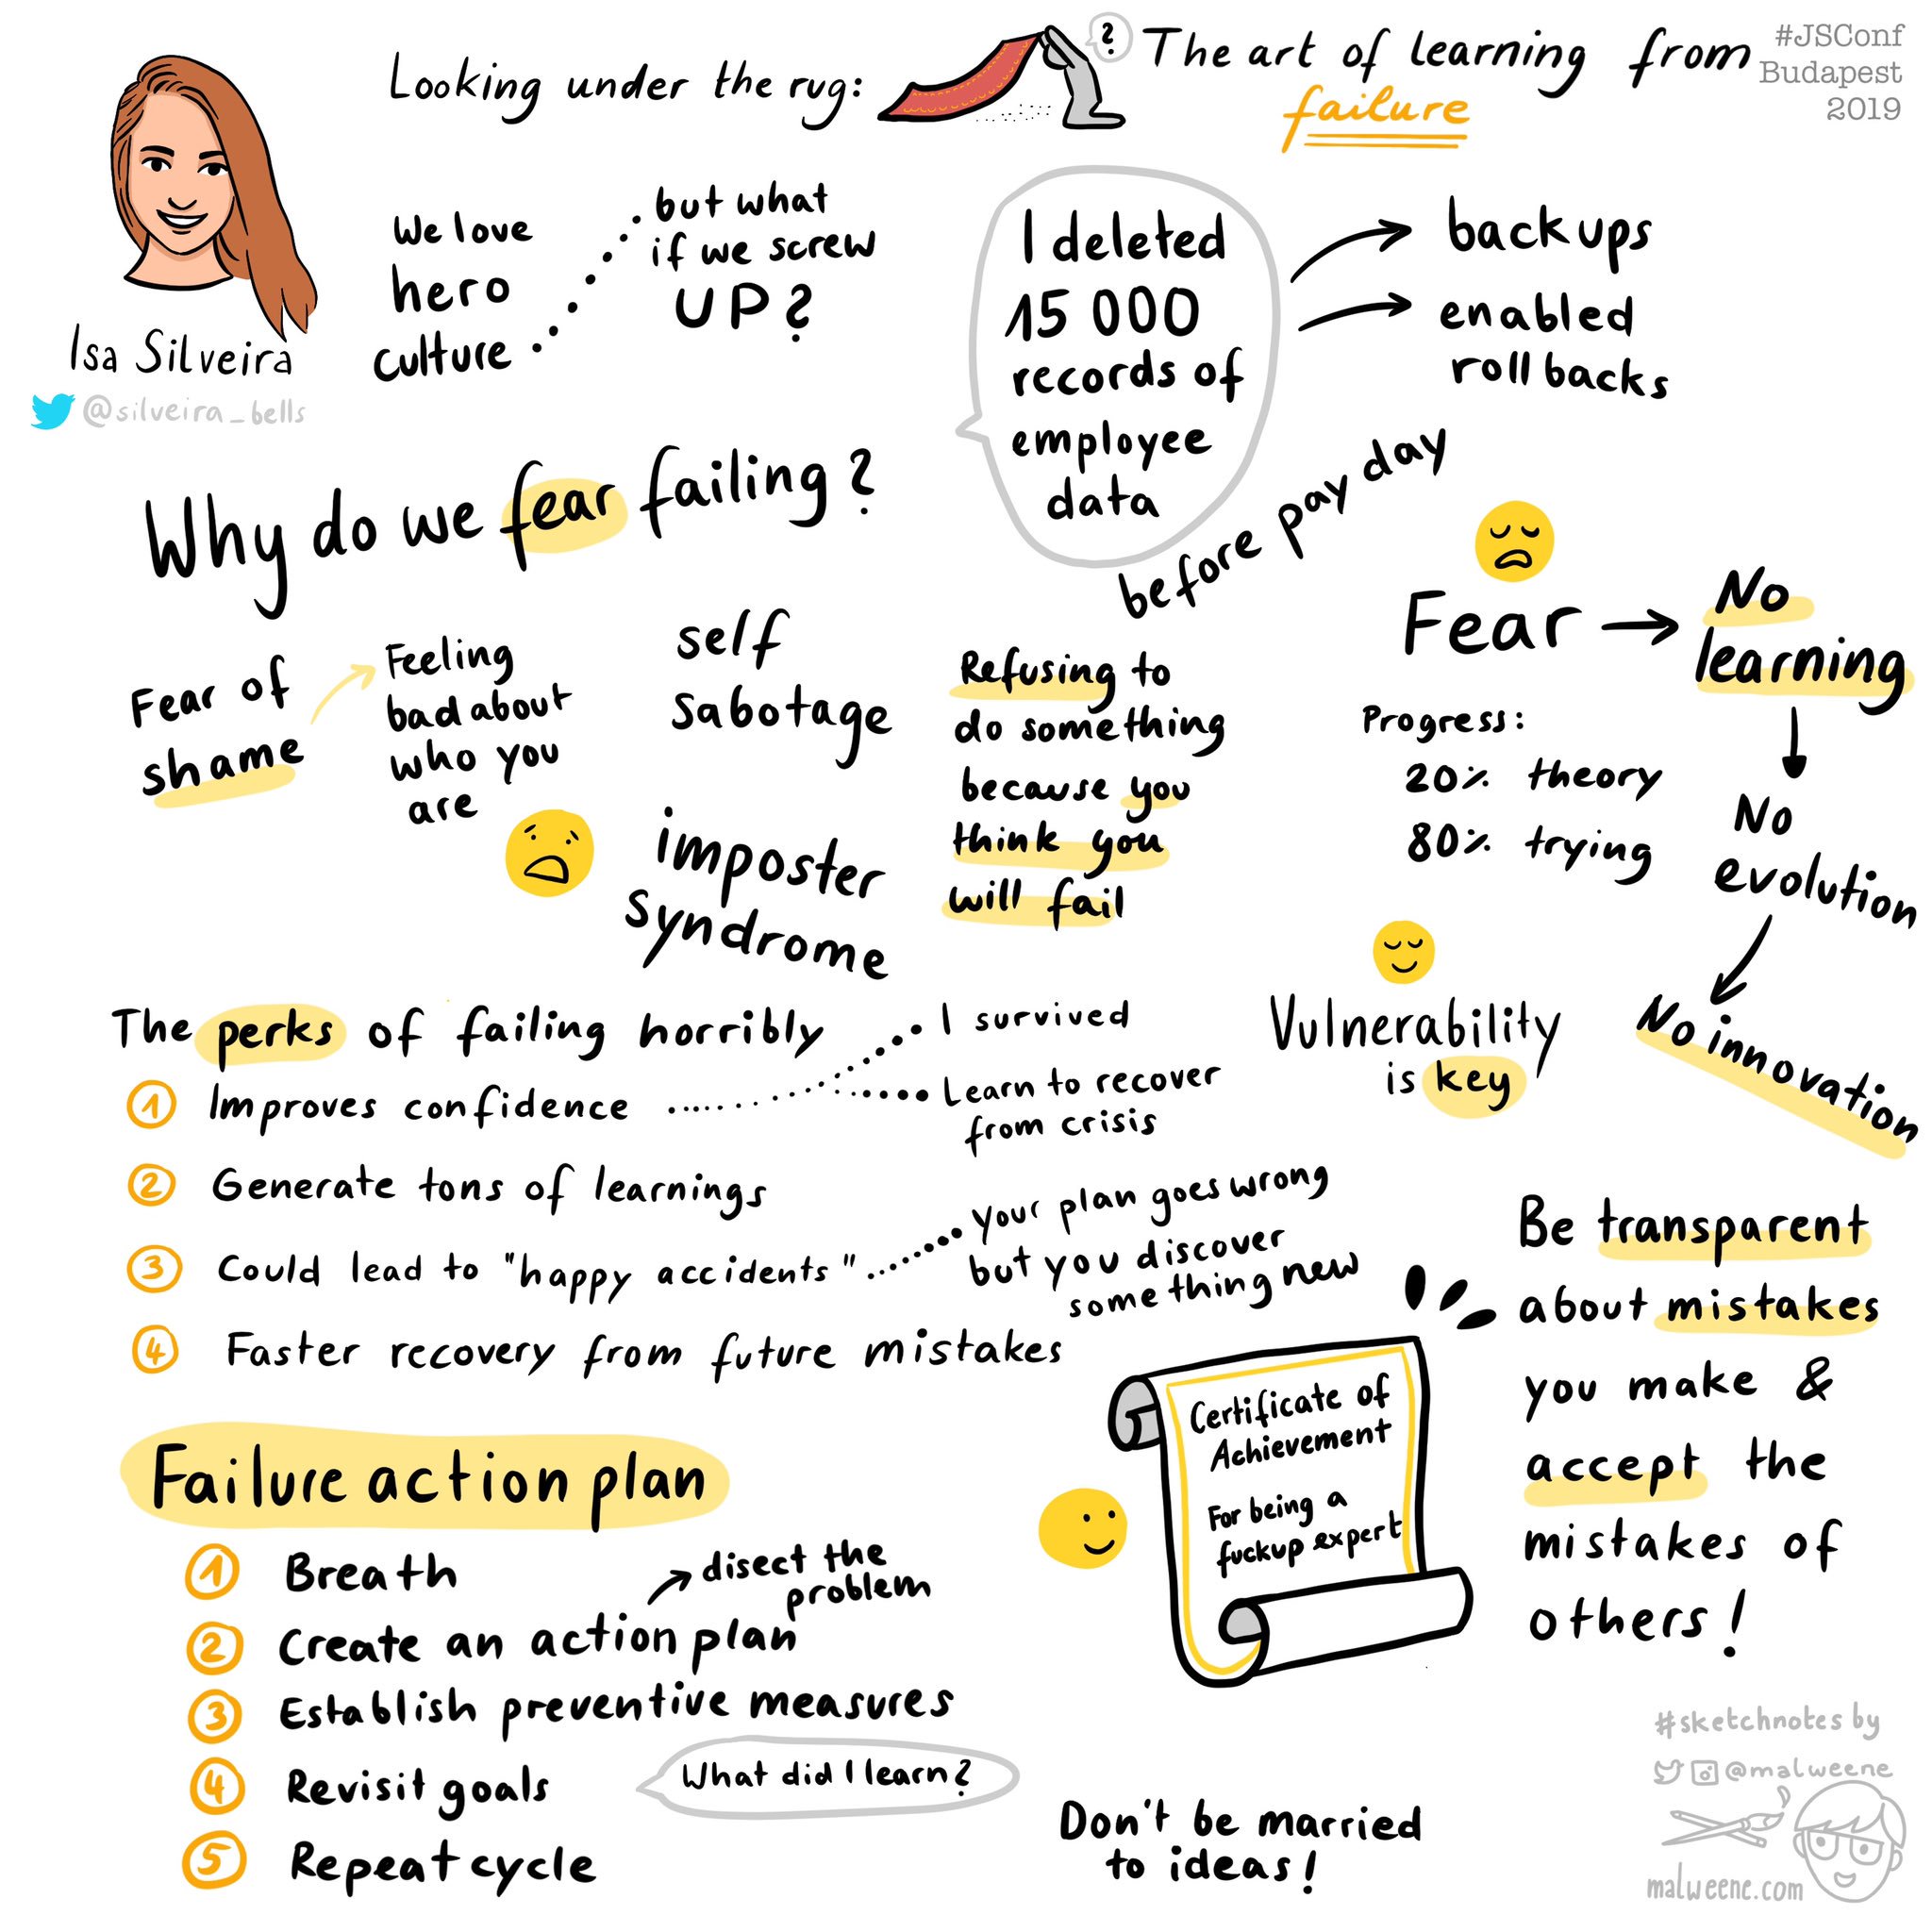 Looking under the rug:
?
The art of learning from
failure
#JSConf
Budapest
2019
Isa Silveira
@silveira_bells
We love
hero
culture
but what
if we screw
UP?
I deleted
15 000
records of
employee
data
before pay day
backups
enabled
rollbacks
Why do we fear failing?
Fear of
shame
Feeling
bad about
who you
are
self
sabotage
imposter
syndrome
Refusing to
do something
because you
think you
will fail
Fear
No
learning
No
evolution
No innovation
Progress:
20% theory
80% trying
Vulnerability
is key
The perks of failing horribly
1 Improves confidence
I survived
Learn to recover
from crisis
2 Generate tons of learnings
3 Could lead to "happy accidents"
your plan goes wrong
but you discover
something new
4 Faster recovery from future mistakes
Be transparent
about mistakes
you make &
accept the
mistakes of
others!
Certificate of
Achievement
For being a
fuckup expert
Failure action plan
1 Breath
2 Create an action plan
disect the
problem
3 Establish preventive measures
4 Revisit goals
What did I learn?
5 Repeat cycle
Don't be married
to ideas!
#sketchnotes by
@malweene
malweene.com